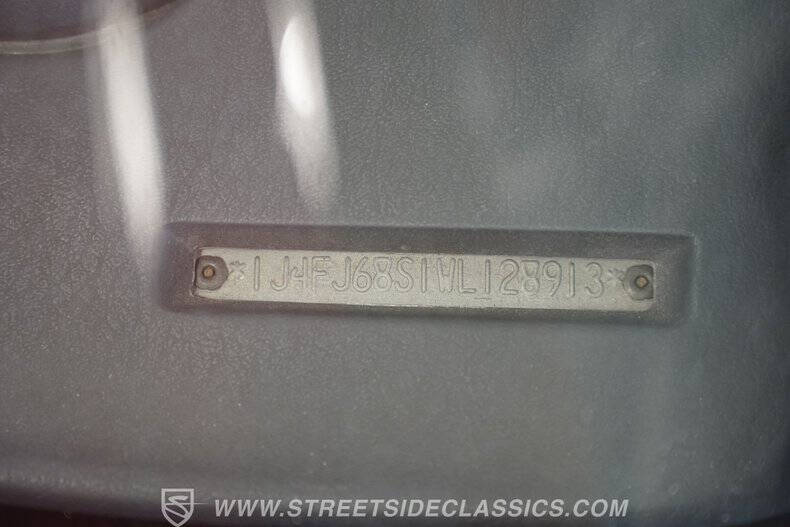 *1J4FJ68S1WL128913*
WWW.STREETSIDECLASSICS.COM